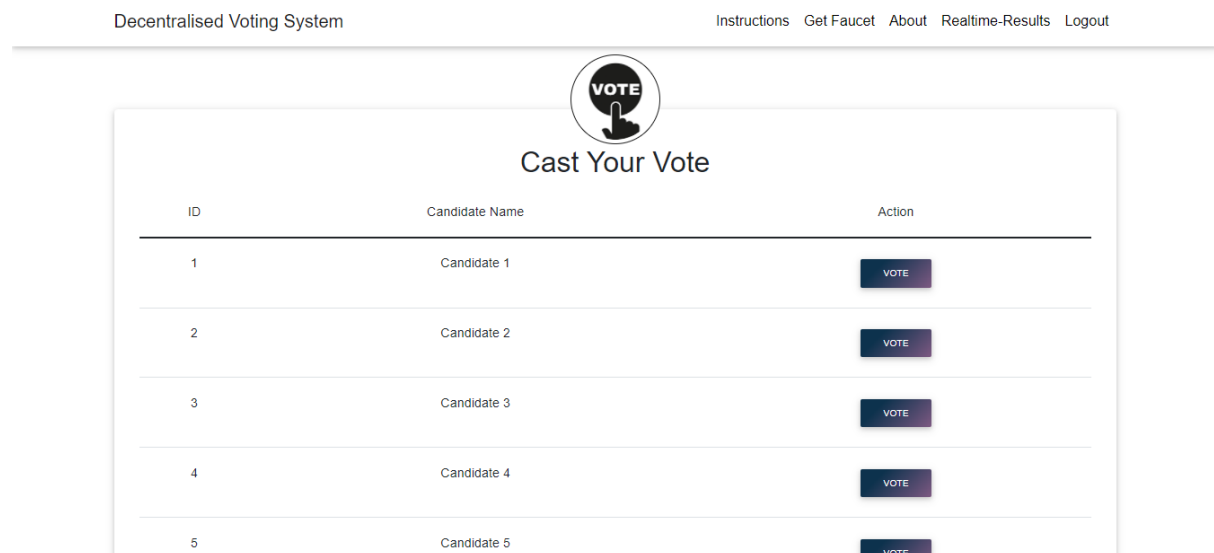 Decentralised Voting System Instructions Get Faucet About Realtime-Results Logout
VOTE
Cast Your Vote
ID Candidate Name Action
1 Candidate 1 VOTE
2 Candidate 2 VOTE
3 Candidate 3 VOTE
4 Candidate 4 VOTE
5 Candidate 5 VOTE